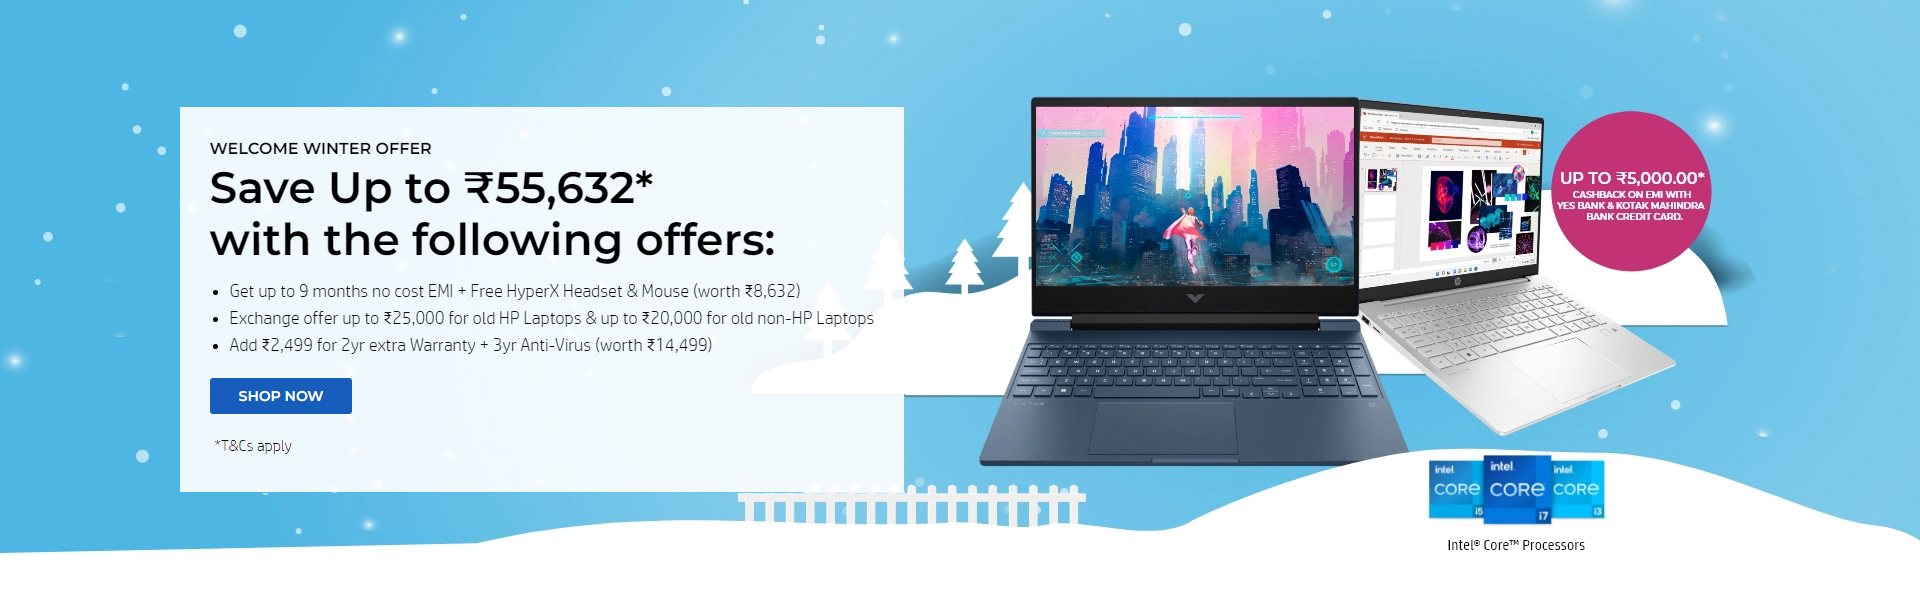 WELCOME WINTER OFFER
Save Up to ₹55,632*
with the following offers:
• Get up to 9 months no cost EMI + Free HyperX Headset & Mouse (worth ₹8,632)
• Exchange offer up to ₹25,000 for old HP Laptops & up to ₹20,000 for old non-HP Laptops
• Add ₹2,499 for 2yr extra Warranty + 3yr Anti-Virus (worth ₹14,499)
SHOP NOW
*T&Cs apply
UP TO ₹5,000.00*
CASHBACK ON EMI WITH
YES BANK & KOTAK MAHINDRA
BANK CREDIT CARD.
VICTUS
hp
intel. CORE i5
intel. CORE i7
intel. CORE i3
Intel® Core™ Processors